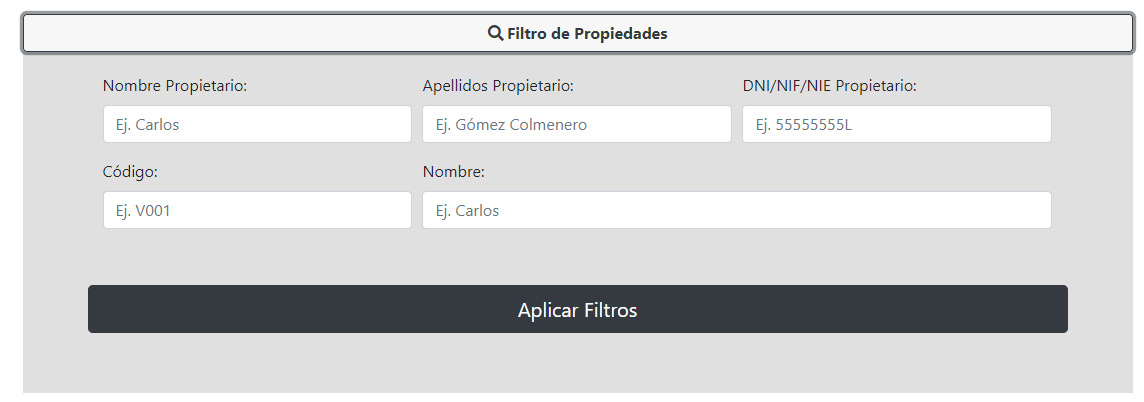 Filtro de Propiedades
Nombre Propietario: Apellidos Propietario: DNI/NIF/NIE Propietario:
Ej. Carlos Ej. Gómez Colmenero Ej. 55555555L
Código: Nombre:
Ej. V001 Ej. Carlos
Aplicar Filtros